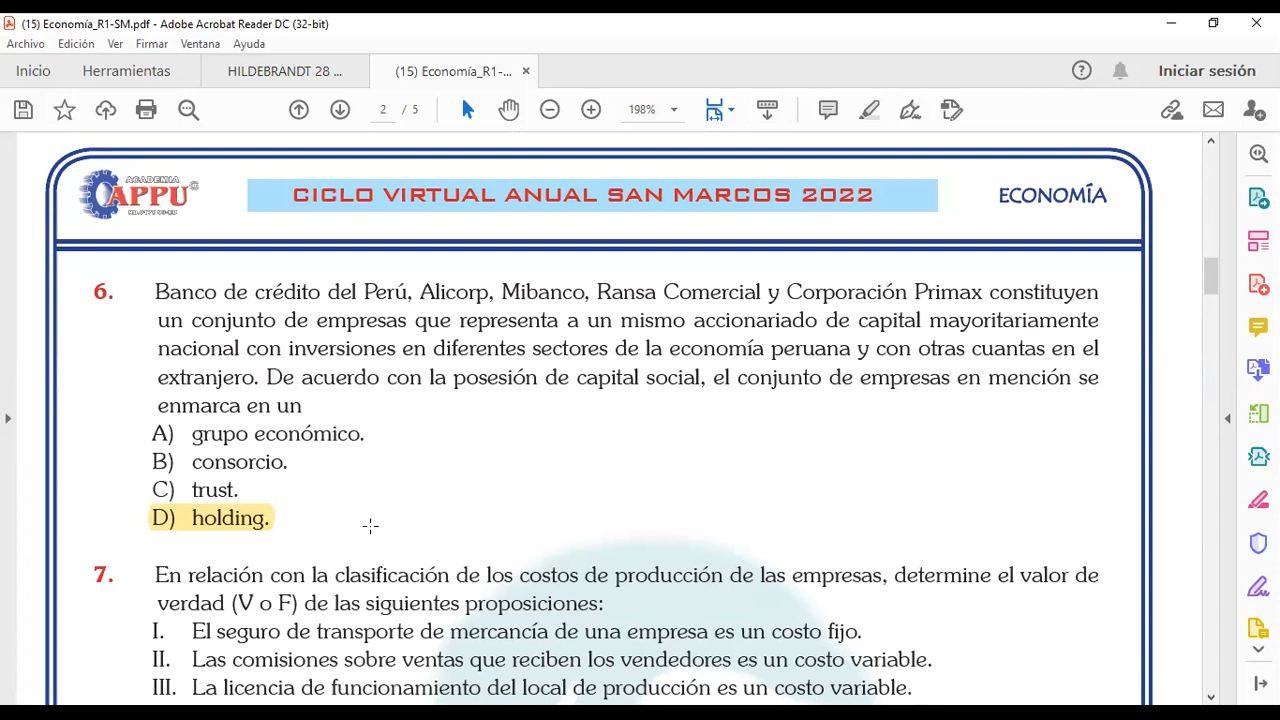 (15) Economía_R1-SM.pdf - Adobe Acrobat Reader DC (32-bit)
Archivo Edición Ver Firmar Ventana Ayuda
Inicio Herramientas HILDEBRANDT 28 ... (15) Economía_R1-... × Iniciar sesión
2 / 5 198%
ACADEMIA
APPU
CICLO VIRTUAL ANUAL SAN MARCOS 2022
ECONOMÍA
6. Banco de crédito del Perú, Alicorp, Mibanco, Ransa Comercial y Corporación Primax constituyen
un conjunto de empresas que representa a un mismo accionariado de capital mayoritariamente
nacional con inversiones en diferentes sectores de la economía peruana y con otras cuantas en el
extranjero. De acuerdo con la posesión de capital social, el conjunto de empresas en mención se
enmarca en un
A) grupo económico.
B) consorcio.
C) trust.
D) holding.
7. En relación con la clasificación de los costos de producción de las empresas, determine el valor de
verdad (V o F) de las siguientes proposiciones:
I. El seguro de transporte de mercancía de una empresa es un costo fijo.
II. Las comisiones sobre ventas que reciben los vendedores es un costo variable.
III. La licencia de funcionamiento del local de producción es un costo variable.